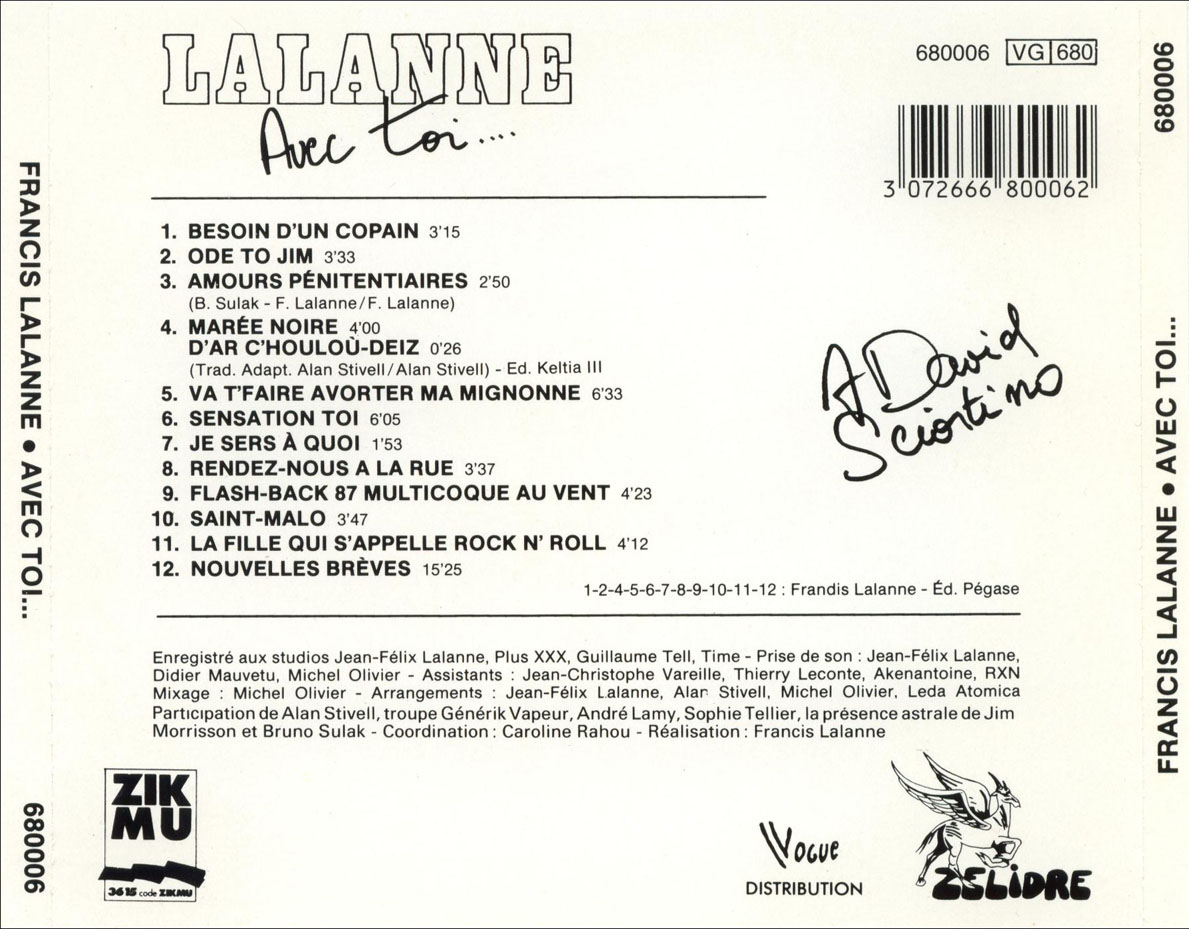 LALANNE
Avec toi....
680006 VG 680
3 072666 800062
1. BESOIN D'UN COPAIN 3'15
2. ODE TO JIM 3'33
3. AMOURS PÉNITENTIAIRES 2'50
(B. Sulak - F. Lalanne/F. Lalanne)
4. MARÉE NOIRE 4'00
D'AR C'HOULOÙ-DEIZ 0'26
(Trad. Adapt. Alan Stivell/Alan Stivell) - Ed. Keltia III
5. VA T'FAIRE AVORTER MA MIGNONNE 6'33
6. SENSATION TOI 6'05
7. JE SERS À QUOI 1'53
8. RENDEZ-NOUS A LA RUE 3'37
9. FLASH-BACK 87 MULTICOQUE AU VENT 4'23
10. SAINT-MALO 3'47
11. LA FILLE QUI S'APPELLE ROCK N' ROLL 4'12
12. NOUVELLES BRÈVES 15'25
1-2-4-5-6-7-8-9-10-11-12 : Frandis Lalanne - Éd. Pégase
A David
Sciortino
Enregistré aux studios Jean-Félix Lalanne, Plus XXX, Guillaume Tell, Time - Prise de son : Jean-Félix Lalanne,
Didier Mauvetu, Michel Olivier - Assistants : Jean-Christophe Vareille, Thierry Leconte, Akenantoine, RXN
Mixage : Michel Olivier - Arrangements : Jean-Félix Lalanne, Alan Stivell, Michel Olivier, Leda Atomica
Participation de Alan Stivell, troupe Générik Vapeur, André Lamy, Sophie Tellier, la présence astrale de Jim
Morrisson et Bruno Sulak - Coordination : Caroline Rahou - Réalisation : Francis Lalanne
ZIK
MU
3615 code ZIKMU
VOGUE
DISTRIBUTION
ZELiDRE
FRANCIS LALANNE • AVEC TOI...
680006
680006
FRANCIS LALANNE • AVEC TOI...